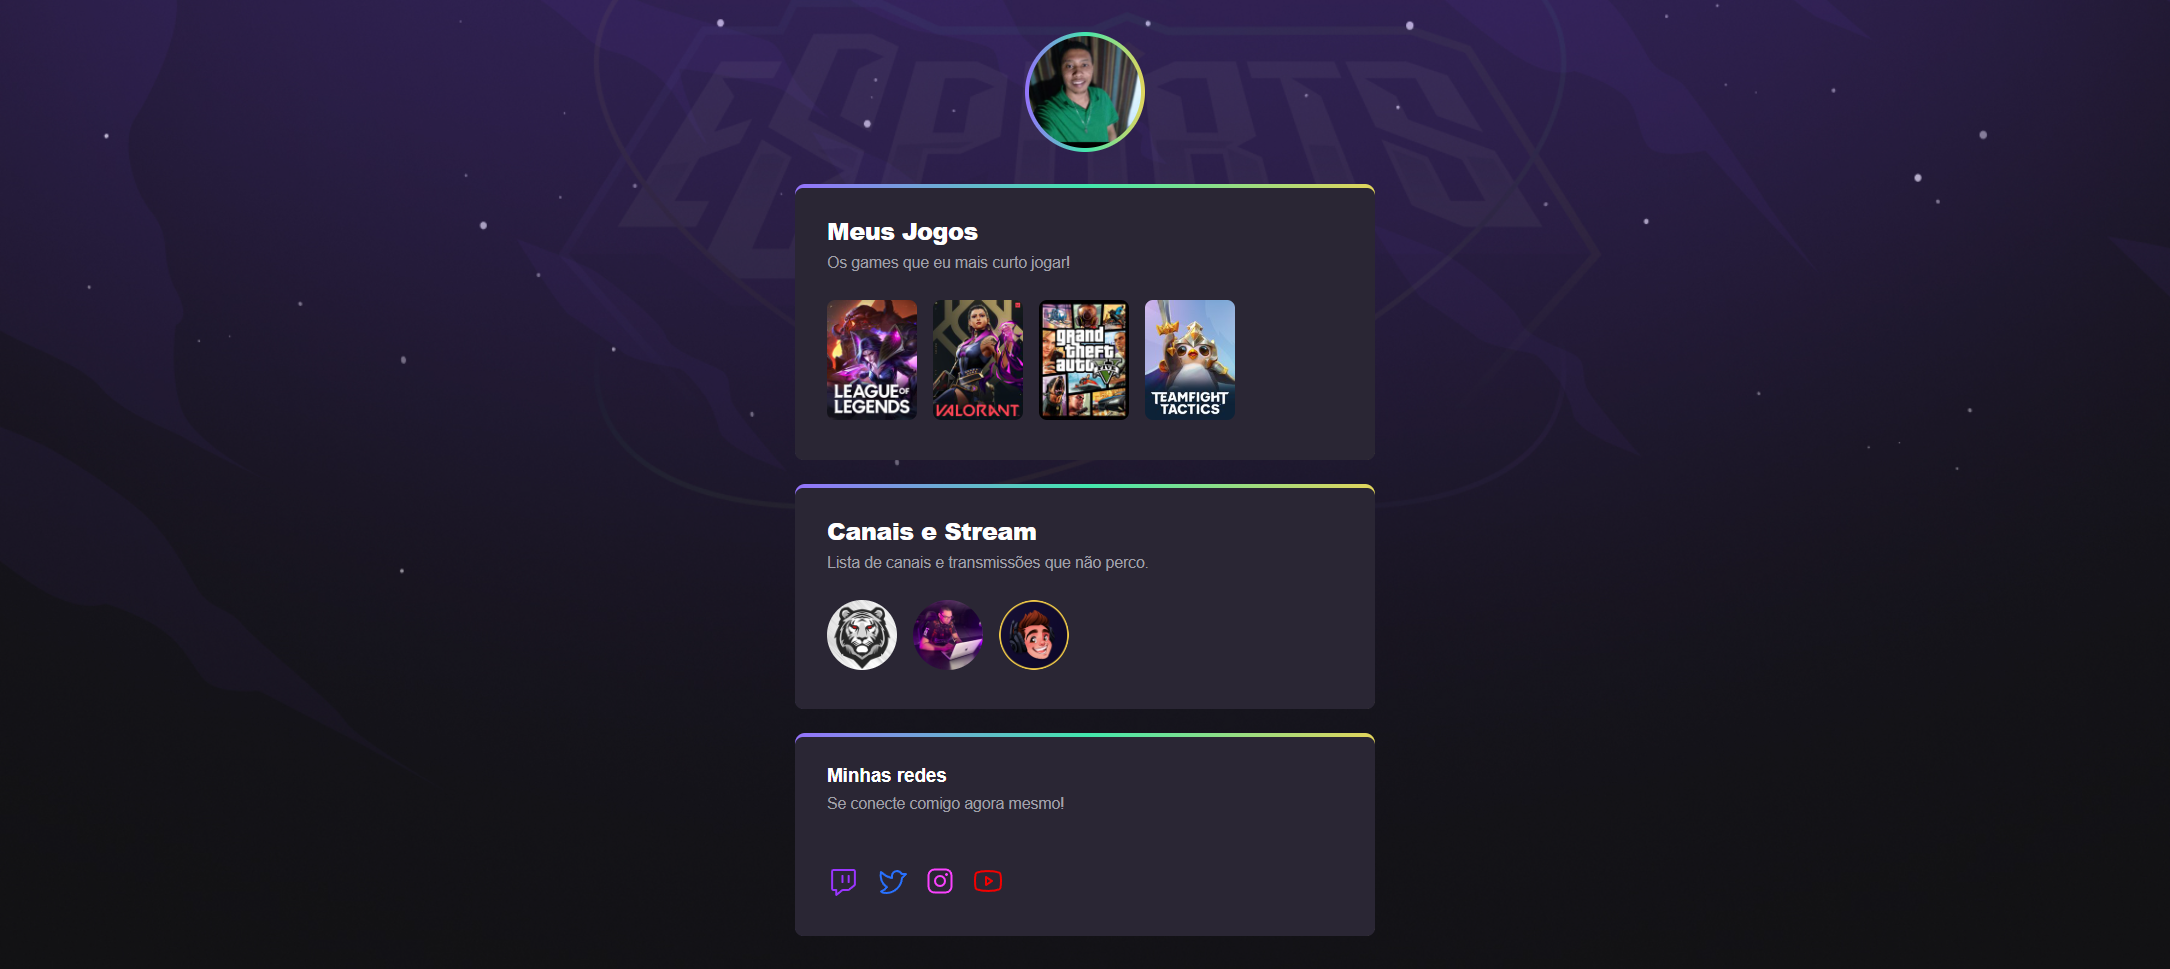 ESPORTS
Meus Jogos
Os games que eu mais curto jogar!
LEAGUE OF
LEGENDS
VALORANT
grand
theft
auto V
FIVE
TEAMFIGHT
TACTICS
Canais e Stream
Lista de canais e transmissões que não perco.
Minhas redes
Se conecte comigo agora mesmo!